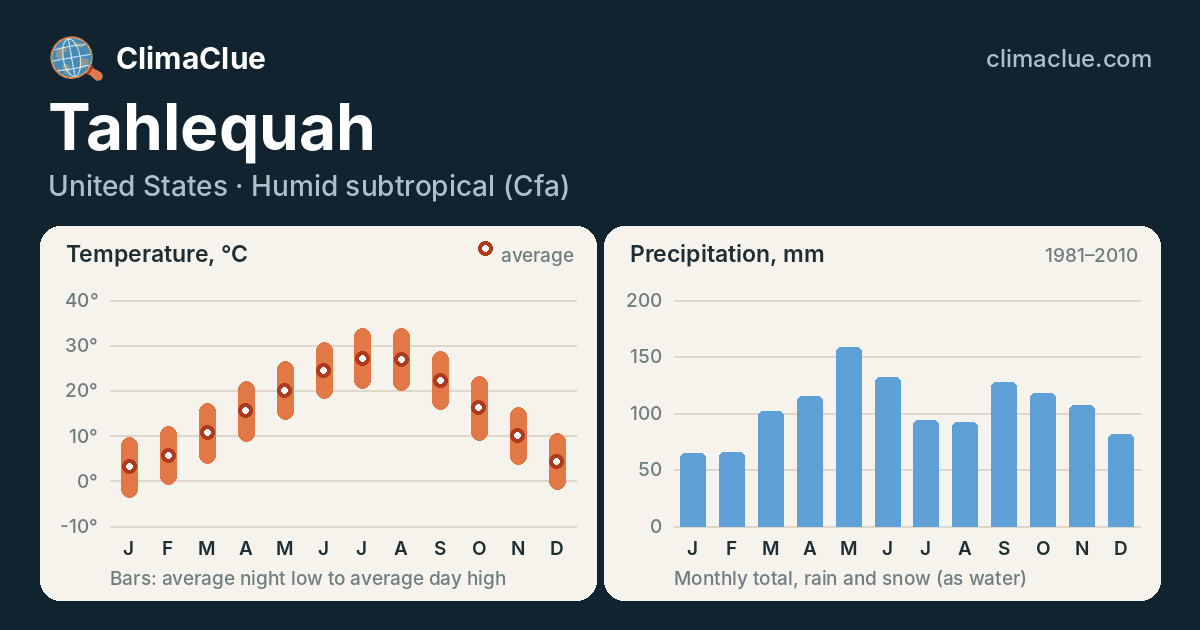 ClimaClue
climaclue.com
Tahlequah
United States · Humid subtropical (Cfa)
Temperature, °C
average
40°
30°
20°
10°
0°
-10°
J F M A M J J A S O N D
Bars: average night low to average day high
Precipitation, mm
1981–2010
200
150
100
50
0
J F M A M J J A S O N D
Monthly total, rain and snow (as water)